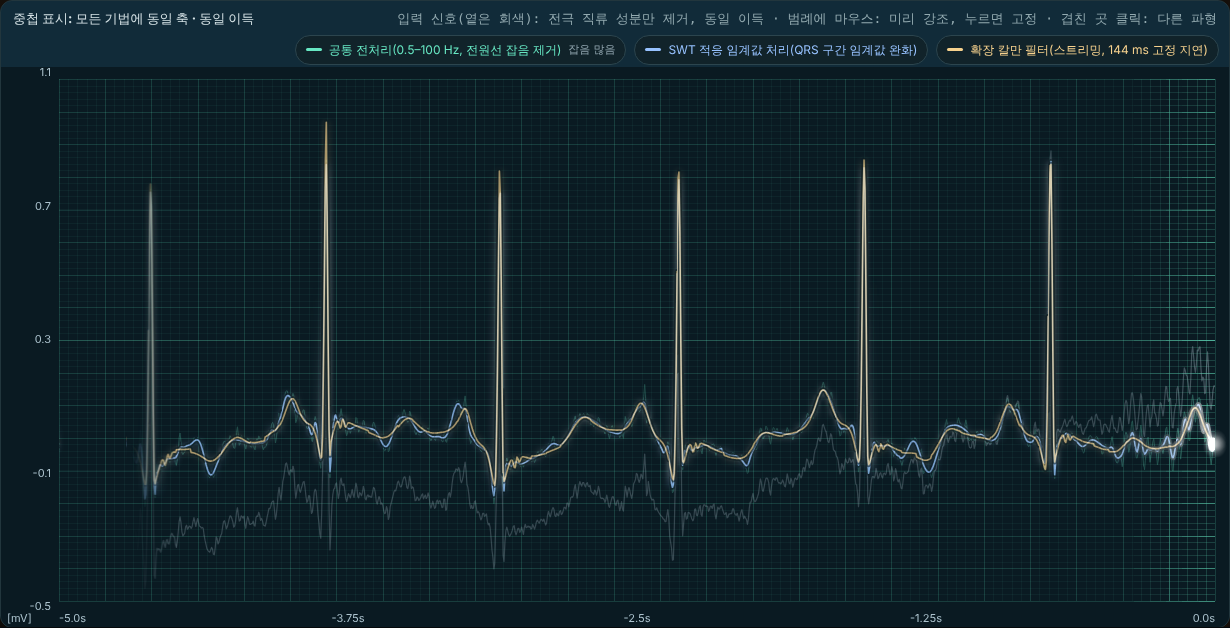 중첩 표시: 모든 기법에 동일 축 · 동일 이득
입력 신호(옅은 회색): 전극 직류 성분만 제거, 동일 이득 · 범례에 마우스: 미리 강조, 누르면 고정 · 겹친 곳 클릭: 다른 파형
공통 전처리(0.5–100 Hz, 전원선 잡음 제거) 잡음 많음
SWT 적응 임계값 처리(QRS 구간 임계값 완화)
확장 칼만 필터(스트리밍, 144 ms 고정 지연)
1.1
0.7
0.3
-0.1
-0.5
[mV]
-5.0s
-3.75s
-2.5s
-1.25s
0.0s